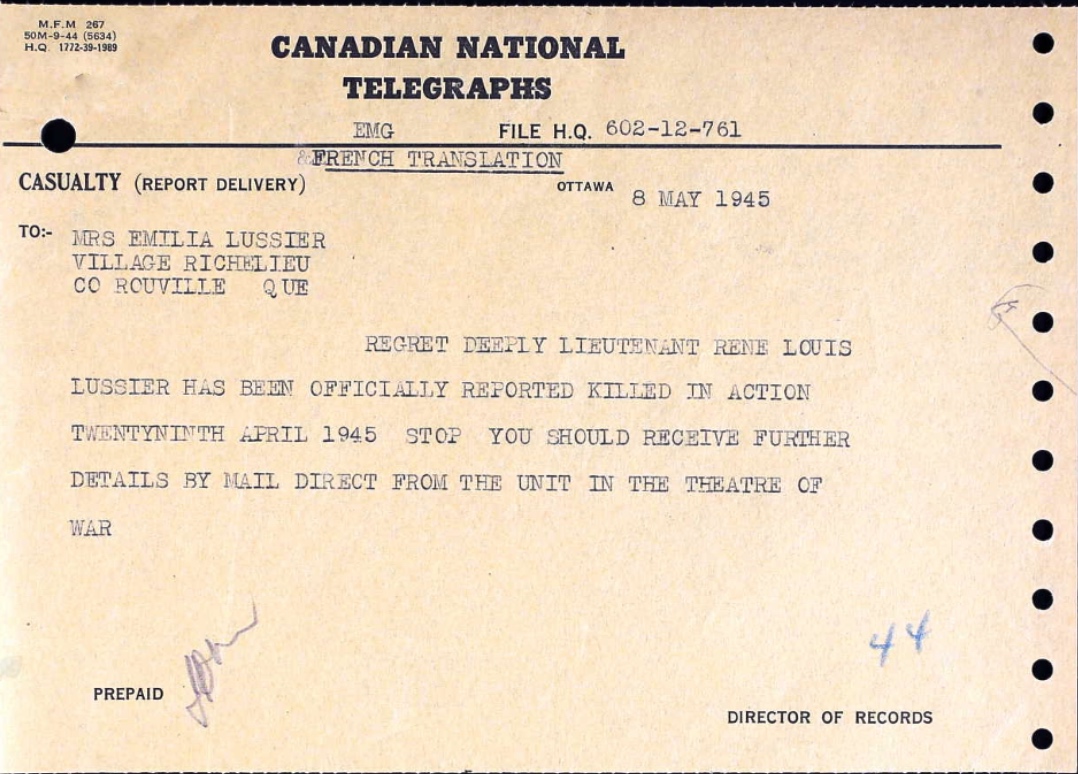 M.F.M 267
50M-9-44 (5634)
H.Q. 1772-39-1989
CANADIAN NATIONAL
TELEGRAPHS
EMG FILE H.Q. 602-12-761
&FRENCH TRANSLATION
CASUALTY (REPORT DELIVERY) OTTAWA 8 MAY 1945
TO:- MRS EMILIA LUSSIER
VILLAGE RICHELIEU
CO ROUVILLE QUE
REGRET DEEPLY LIEUTENANT RENE LOUIS
LUSSIER HAS BEEN OFFICIALLY REPORTED KILLED IN ACTION
TWENTYNINTH APRIL 1945 STOP YOU SHOULD RECEIVE FURTHER
DETAILS BY MAIL DIRECT FROM THE UNIT IN THE THEATRE OF
WAR
44
PREPAID
DIRECTOR OF RECORDS